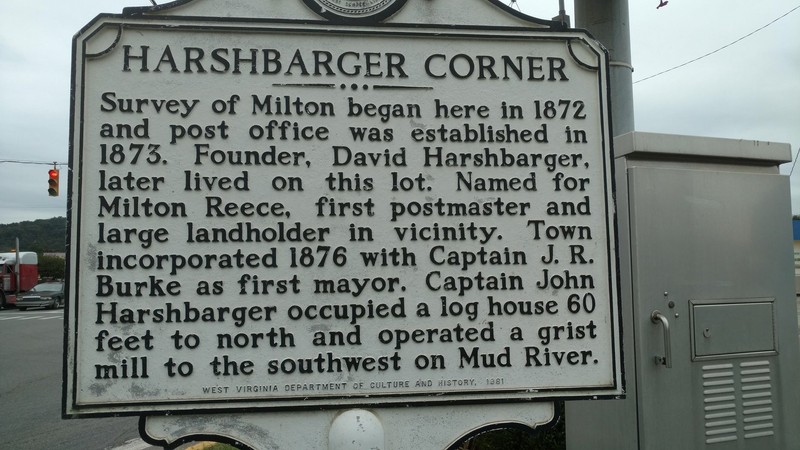 HARSHBARGER CORNER
Survey of Milton began here in 1872
and post office was established in
1873. Founder, David Harshbarger,
later lived on this lot. Named for
Milton Reece, first postmaster and
large landholder in vicinity. Town
incorporated 1876 with Captain J. R.
Burke as first mayor. Captain John
Harshbarger occupied a log house 60
feet to north and operated a grist
mill to the southwest on Mud River.
WEST VIRGINIA DEPARTMENT OF CULTURE AND HISTORY, 1981